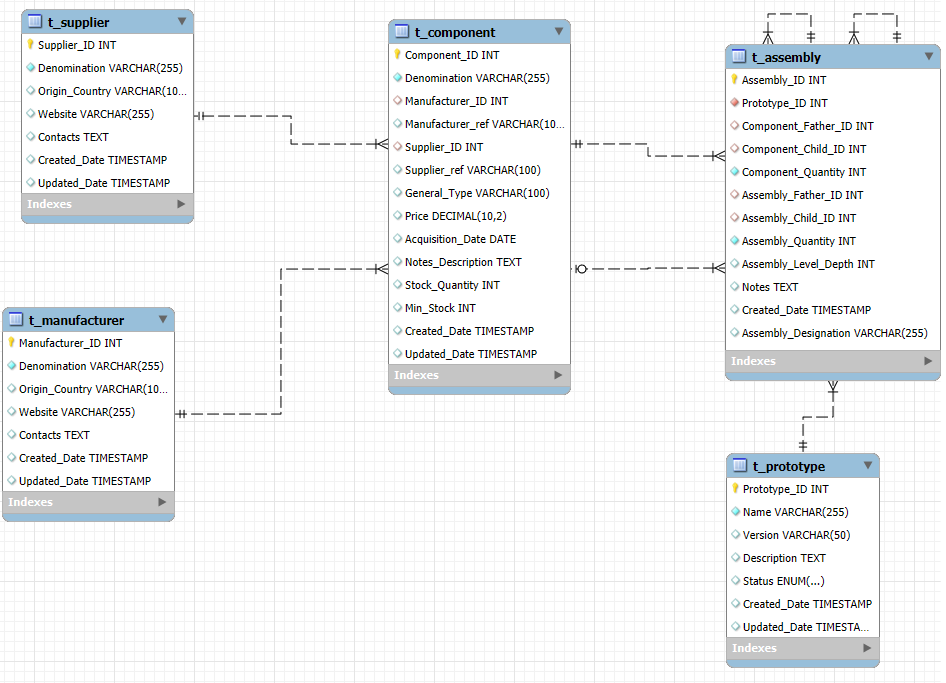 t_supplier
Supplier_ID INT
Denomination VARCHAR(255)
Origin_Country VARCHAR(10...
Website VARCHAR(255)
Contacts TEXT
Created_Date TIMESTAMP
Updated_Date TIMESTAMP
Indexes
t_manufacturer
Manufacturer_ID INT
Denomination VARCHAR(255)
Origin_Country VARCHAR(10...
Website VARCHAR(255)
Contacts TEXT
Created_Date TIMESTAMP
Updated_Date TIMESTAMP
Indexes
t_component
Component_ID INT
Denomination VARCHAR(255)
Manufacturer_ID INT
Manufacturer_ref VARCHAR(10...
Supplier_ID INT
Supplier_ref VARCHAR(100)
General_Type VARCHAR(100)
Price DECIMAL(10,2)
Acquisition_Date DATE
Notes_Description TEXT
Stock_Quantity INT
Min_Stock INT
Created_Date TIMESTAMP
Updated_Date TIMESTAMP
Indexes
t_assembly
Assembly_ID INT
Prototype_ID INT
Component_Father_ID INT
Component_Child_ID INT
Component_Quantity INT
Assembly_Father_ID INT
Assembly_Child_ID INT
Assembly_Quantity INT
Assembly_Level_Depth INT
Notes TEXT
Created_Date TIMESTAMP
Assembly_Designation VARCHAR(255)
Indexes
t_prototype
Prototype_ID INT
Name VARCHAR(255)
Version VARCHAR(50)
Description TEXT
Status ENUM(...)
Created_Date TIMESTAMP
Updated_Date TIMESTA...
Indexes